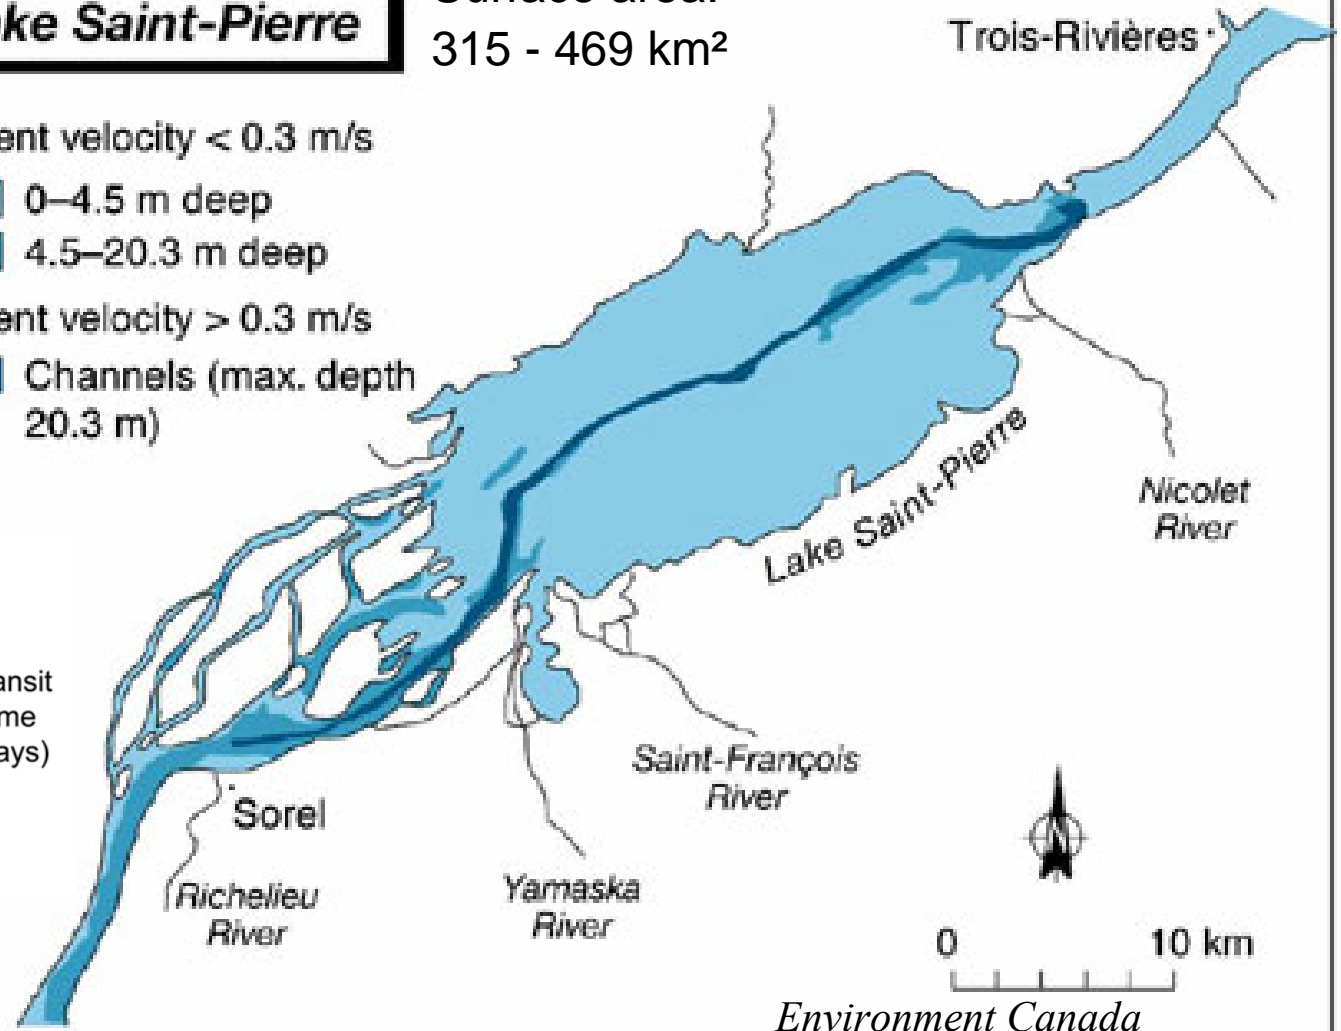 ke Saint-Pierre
Surface area:
315 - 469 km²
Trois-Rivières
ent velocity < 0.3 m/s
0–4.5 m deep
4.5–20.3 m deep
ent velocity > 0.3 m/s
Channels (max. depth
20.3 m)
Lake Saint-Pierre
Nicolet
River
ansit
me
ays)
Saint-François
River
Sorel
Richelieu
River
Yamaska
River
N
0 10 km
Environment Canada